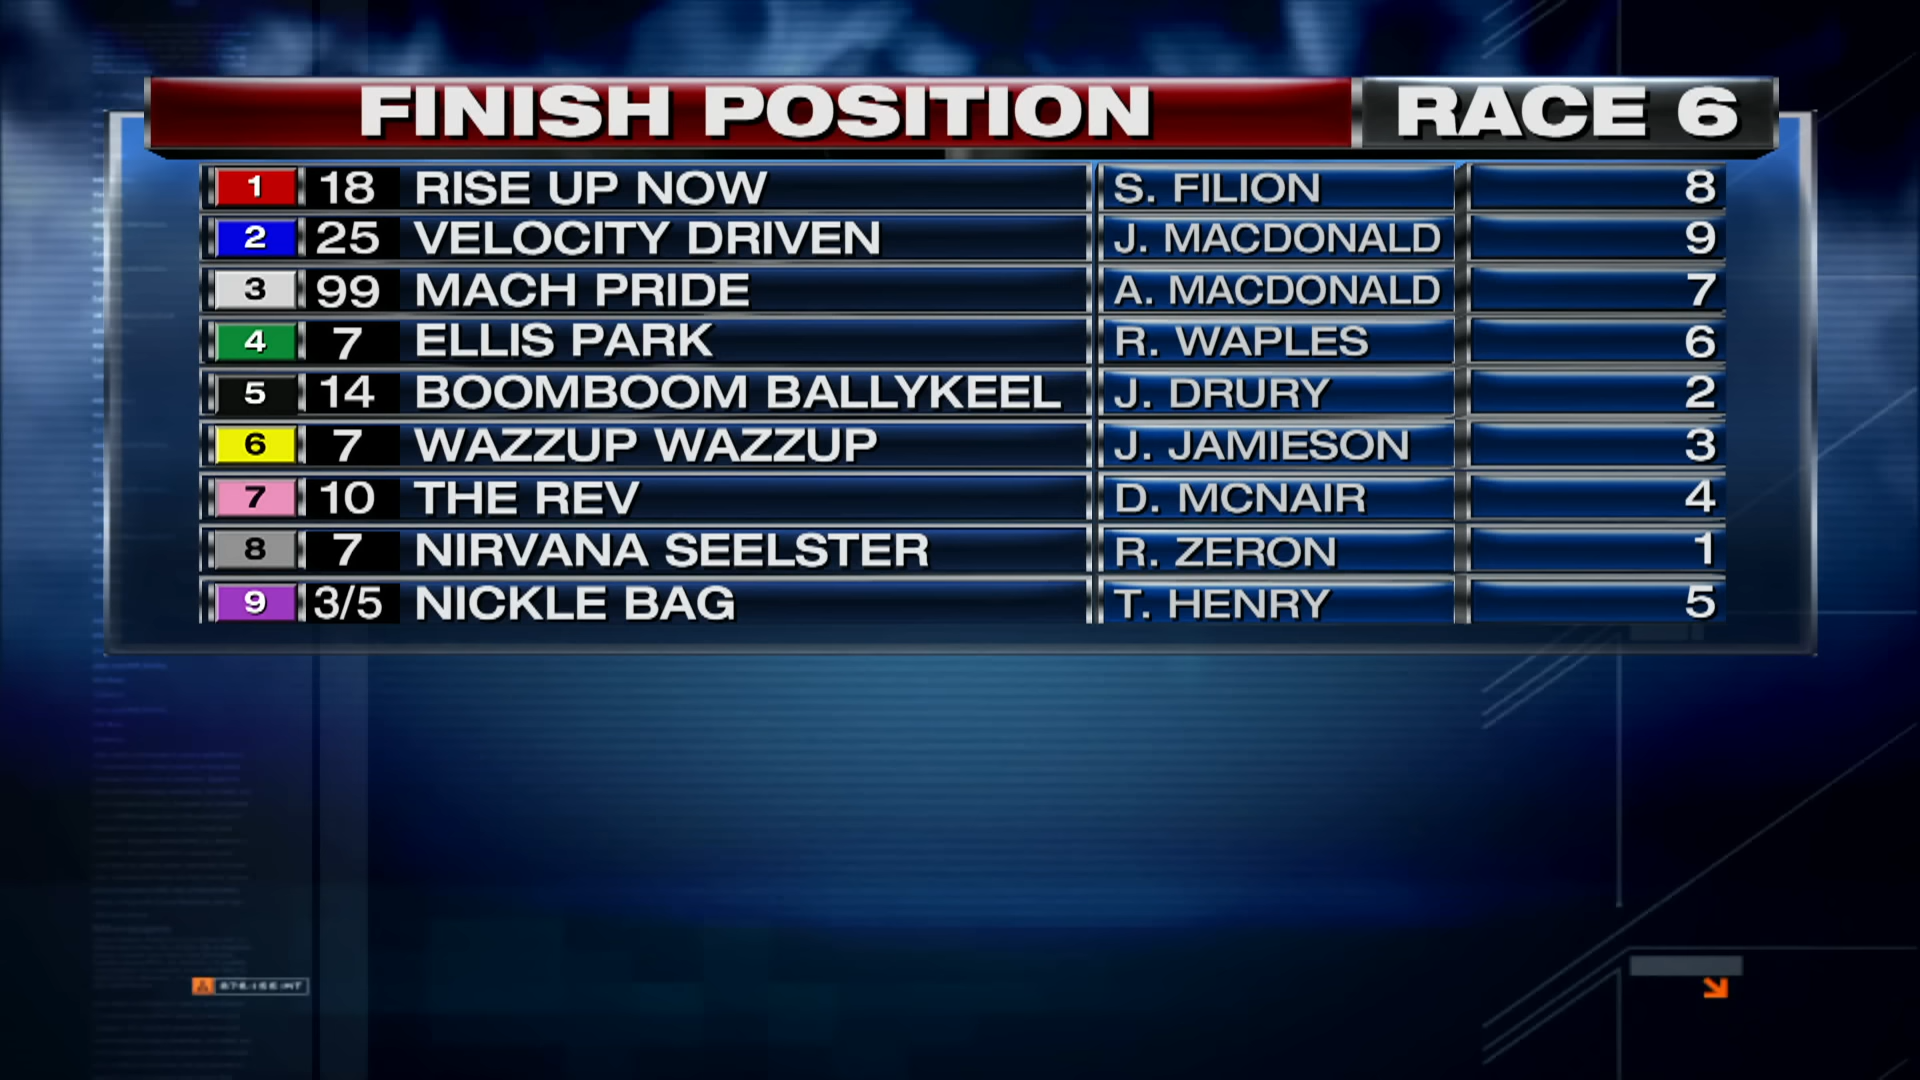 FINISH POSITION RACE 6
1 18 RISE UP NOW S. FILION 8
2 25 VELOCITY DRIVEN J. MACDONALD 9
3 99 MACH PRIDE A. MACDONALD 7
4 7 ELLIS PARK R. WAPLES 6
5 14 BOOMBOOM BALLYKEEL J. DRURY 2
6 7 WAZZUP WAZZUP J. JAMIESON 3
7 10 THE REV D. MCNAIR 4
8 7 NIRVANA SEELSTER R. ZERON 1
9 3/5 NICKLE BAG T. HENRY 5